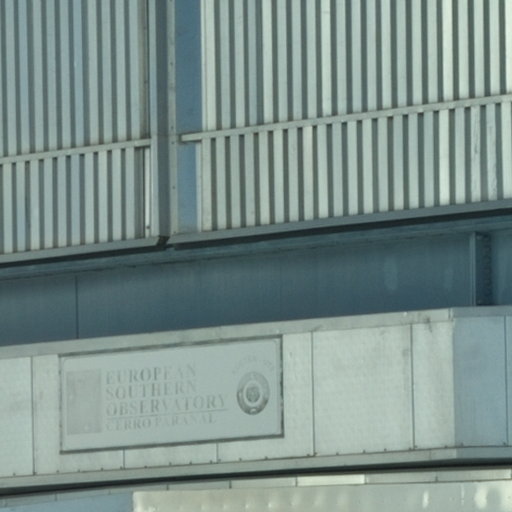 EUROPEAN
SOUTHERN
OBSERVATORY
CERRO PARANAL